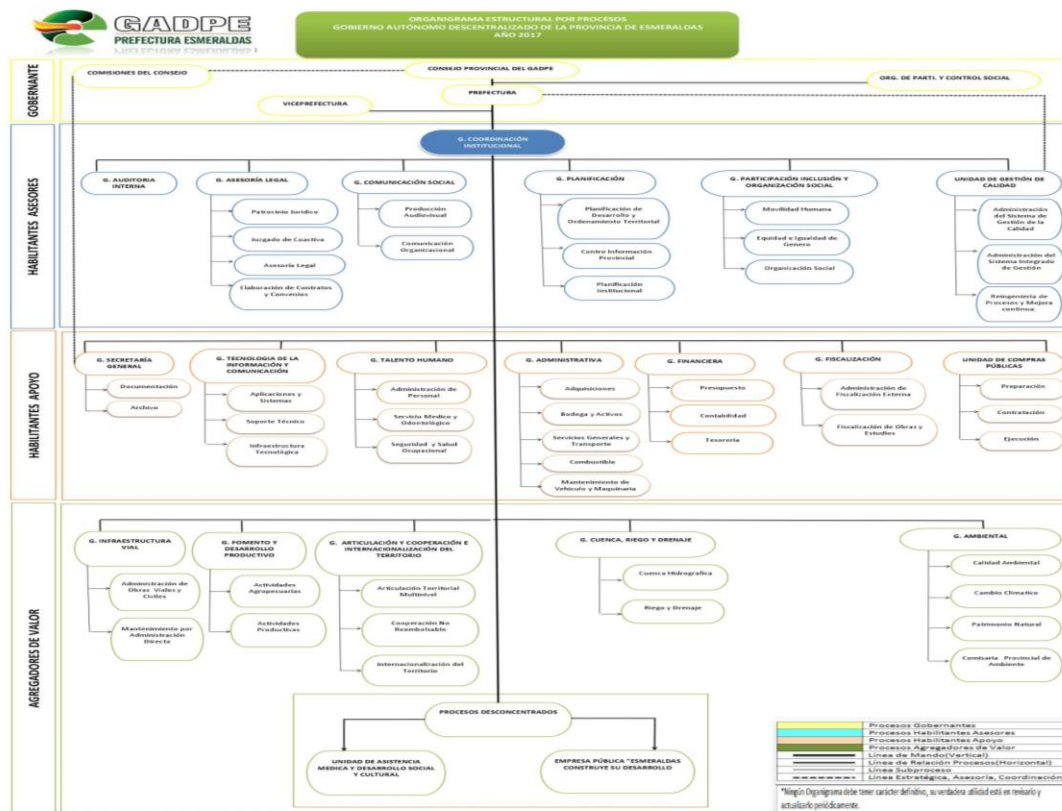 GADPE
PREFECTURA ESMERALDAS
ORGANIGRAMA ESTRUCTURAL POR PROCESOS
GOBIERNO AUTÓNOMO DESCENTRALIZADO DE LA PROVINCIA DE ESMERALDAS
AÑO 2017
GOBERNANTE
COMISIONES DEL CONSEJO
CONSEJO PROVINCIAL DEL GADPE
ORG. DE PARTI. Y CONTROL SOCIAL
PREFECTURA
VICEPREFECTURA
HABILITANTES ASESORES
G. COORDINACIÓN
INSTITUCIONAL
G. AUDITORIA
INTERNA
G. ASESORÍA LEGAL
Patrocinio Jurídico
Juzgado de Coactiva
Asesoría Legal
Elaboración de Contratos
y Convenios
G. COMUNICACIÓN SOCIAL
Producción
Audiovisual
Comunicación
Organizacional
G. PLANIFICACIÓN
Planificación de
Desarrollo y
Ordenamiento Territorial
Centro Información
Provincial
Planificación
Institucional
G. PARTICIPACIÓN INCLUSIÓN Y
ORGANIZACIÓN SOCIAL
Movilidad Humana
Equidad e Igualdad de
Genero
Organización Social
UNIDAD DE GESTIÓN DE
CALIDAD
Administración
del Sistema de
Gestión de la
Calidad
Administración del
Sistema Integrado
de Gestión
Reingeniería de
Procesos y Mejora
continua.
HABILITANTES APOYO
G. SECRETARÍA
GENERAL
Documentación
Archivo
G. TECNOLOGIA DE LA
INFORMACIÓN Y
COMUNICACIÓN
Aplicaciones y
Sistemas
Soporte Técnico
Infraestructura
Tecnológica
G. TALENTO HUMANO
Administración de
Personal
Servicio Medico y
Odontológico
Seguridad y Salud
Ocupacional
G. ADMINISTRATIVA
Adquisiciones
Bodega y Activos
Servicios Generales y
Transporte
Combustible
Mantenimiento de
Vehículo y Maquinaria
G. FINANCIERA
Presupuesto
Contabilidad
Tesorería
G. FISCALIZACIÓN
Administración de
Fiscalización Externa
Fiscalización de Obras y
Estudios
UNIDAD DE COMPRAS
PÚBLICAS
Preparación
Contratación
Ejecución
AGREGADORES DE VALOR
G. INFRAESTRUCTURA
VIAL
Administración de
Obras Viales y
Civiles
Mantenimiento por
Administración
Directa
G. FOMENTO Y
DESARROLLO
PRODUCTIVO
Actividades
Agropecuarias
Actividades
Productivas
G. ARTICULACIÓN Y COOPERACIÓN E
INTERNACIONALIZACIÓN DEL
TERRITORIO
Articulación Territorial
Multinivel
Cooperación No
Reembolsable
Internacionalización del
Territorio
G. CUENCA, RIEGO Y DRENAJE
Cuenca Hidrografica
Riego y Drenaje
G. AMBIENTAL
Calidad Ambiental
Cambio Climatico
Patrimonio Natural
Comisaria Provincial de
Ambiente
PROCESOS DESCONCENTRADOS
UNIDAD DE ASISTENCIA
MEDICA Y DESARROLLO SOCIAL
Y CULTURAL
EMPRESA PÚBLICA "ESMERALDAS
CONSTRUYE SU DESARROLLO
Procesos Gobernantes
Procesos Habilitantes Asesores
Procesos Habilitantes Apoyo
Procesos Agregadores de Valor
Línea de Mando(Vertical)
Línea de Relación Procesos(Horizontal)
Línea Subproceso
Línea Estratégica, Asesoría, Coordinación
*Ningún Organigrama debe tener carácter definitivo, su verdadera utilidad está en revisarlo y
actualizarlo periódicamente.